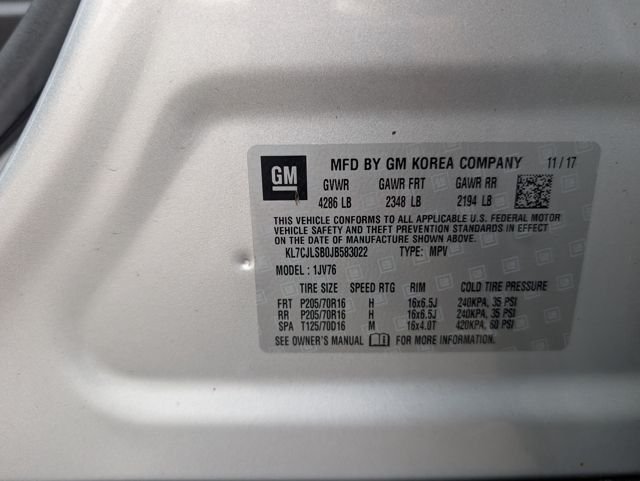 GM
MFD BY GM KOREA COMPANY 11/17
GVWR GAWR FRT GAWR RR
4286 LB 2348 LB 2194 LB
THIS VEHICLE CONFORMS TO ALL APPLICABLE U.S. FEDERAL MOTOR
VEHICLE SAFETY AND THEFT PREVENTION STANDARDS IN EFFECT
ON THE DATE OF MANUFACTURE SHOWN ABOVE.
KL7CJLSB0JB583022 TYPE: MPV
MODEL : 1JV76
TIRE SIZE SPEED RTG RIM COLD TIRE PRESSURE
FRT P205/70R16 H 16x6.5J 240KPA, 35 PSI
RR P205/70R16 H 16x6.5J 240KPA, 35 PSI
SPA T125/70D16 M 16x4.0T 420KPA, 60 PSI
SEE OWNER'S MANUAL FOR MORE INFORMATION.